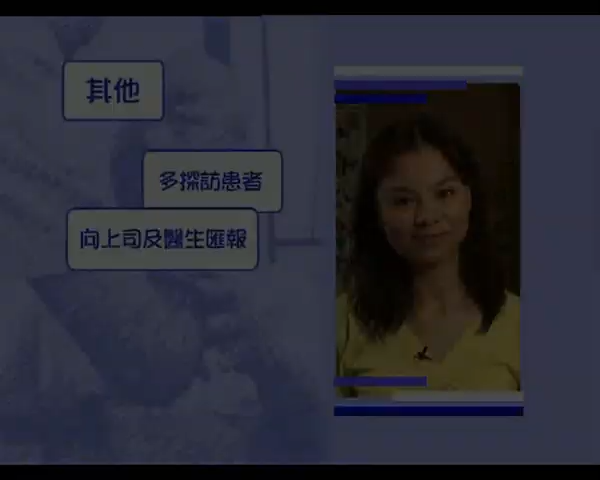 其他
多探訪患者
向上司及醫生匯報